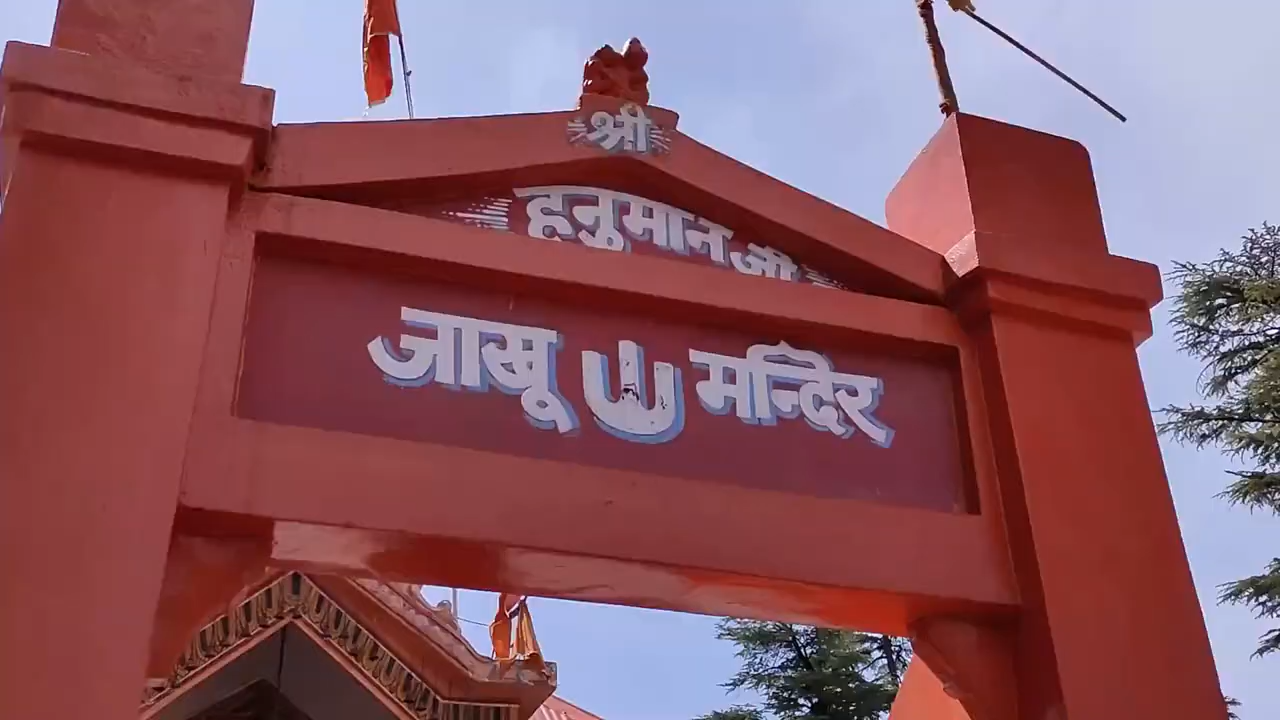 श्री
हनुमान जी
जाखू मन्दिर